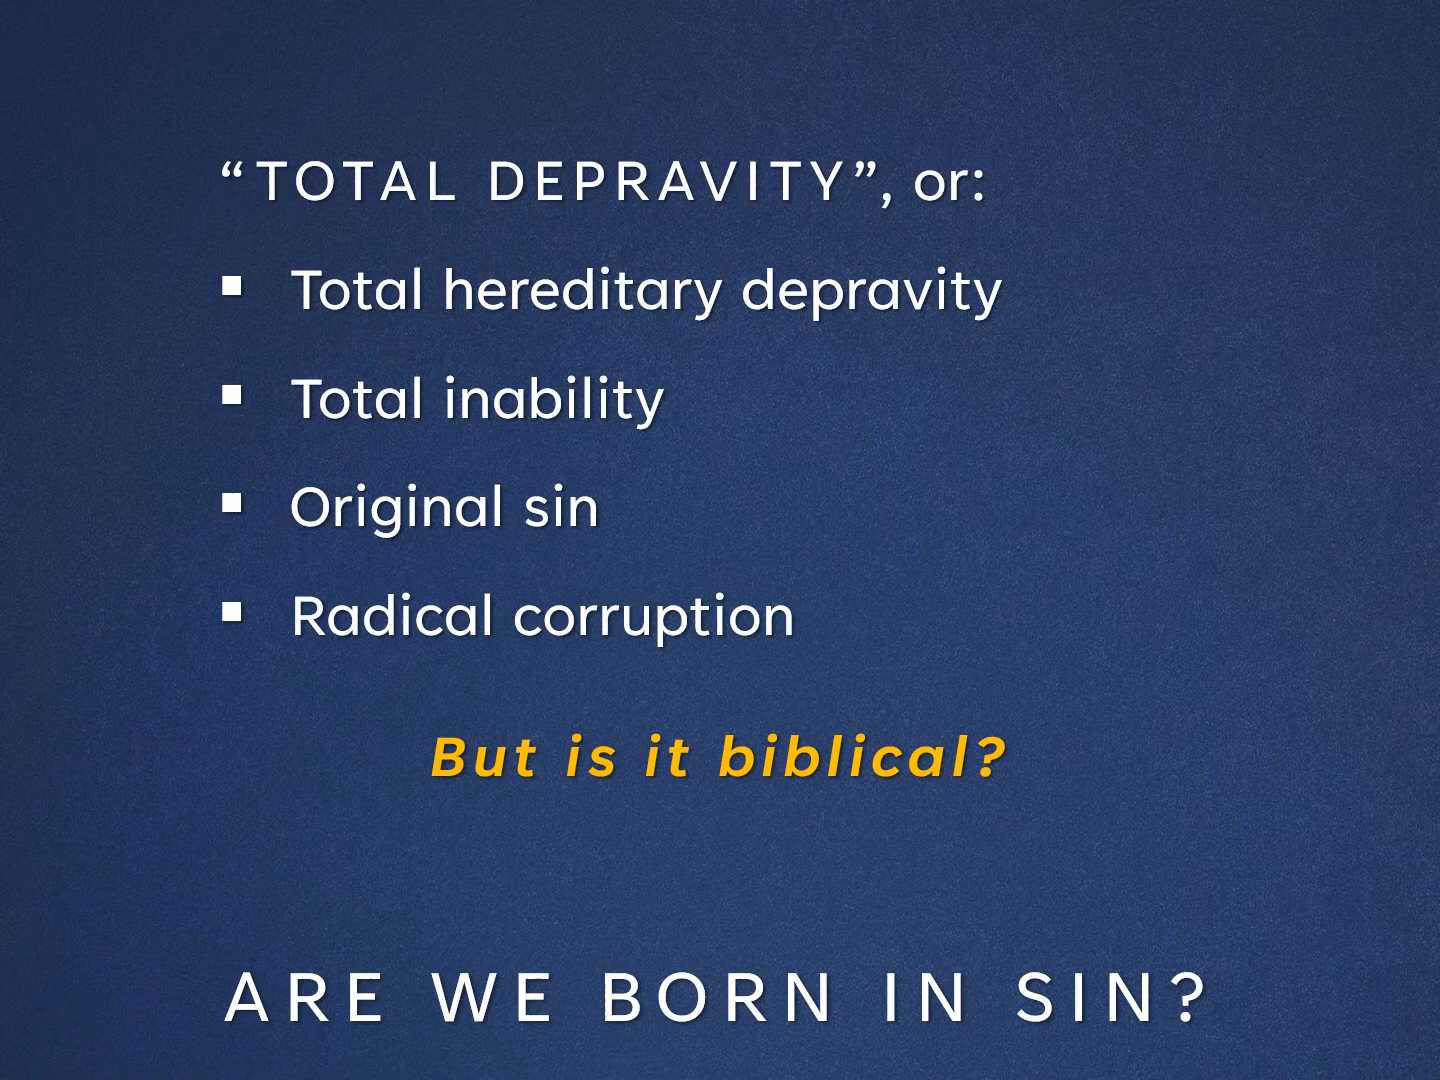 “TOTAL DEPRAVITY”, or:
▪ Total hereditary depravity
▪ Total inability
▪ Original sin
▪ Radical corruption
But is it biblical?
ARE WE BORN IN SIN?